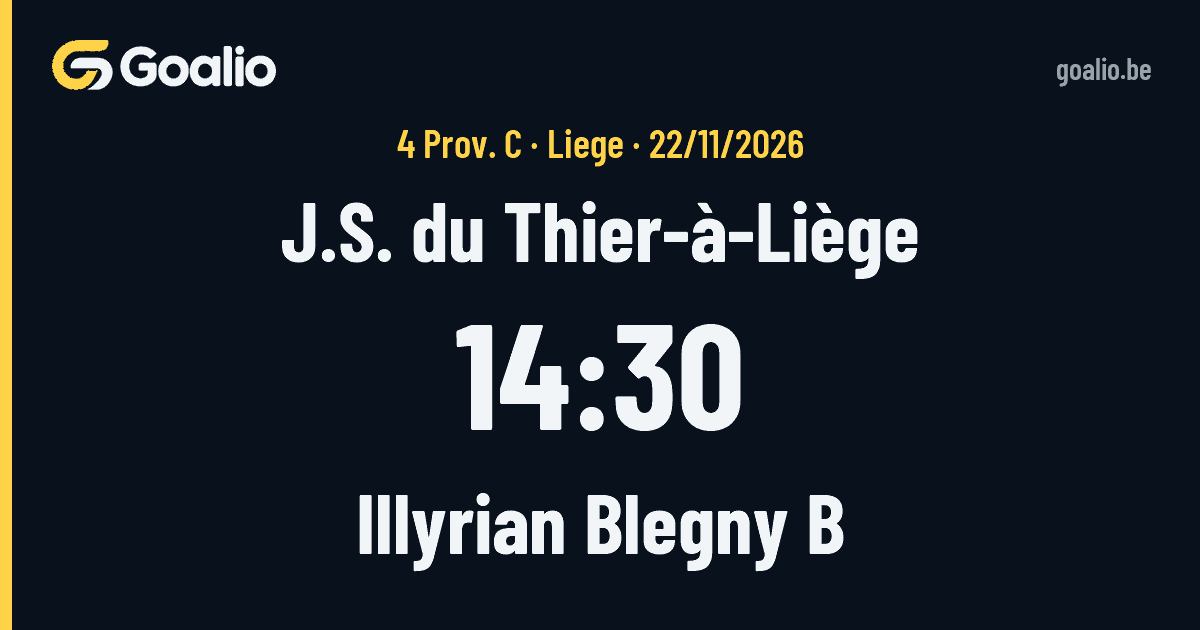 Goalio
goalio.be
4 Prov. C · Liege · 22/11/2026
J.S. du Thier-à-Liège
14:30
Illyrian Blegny B